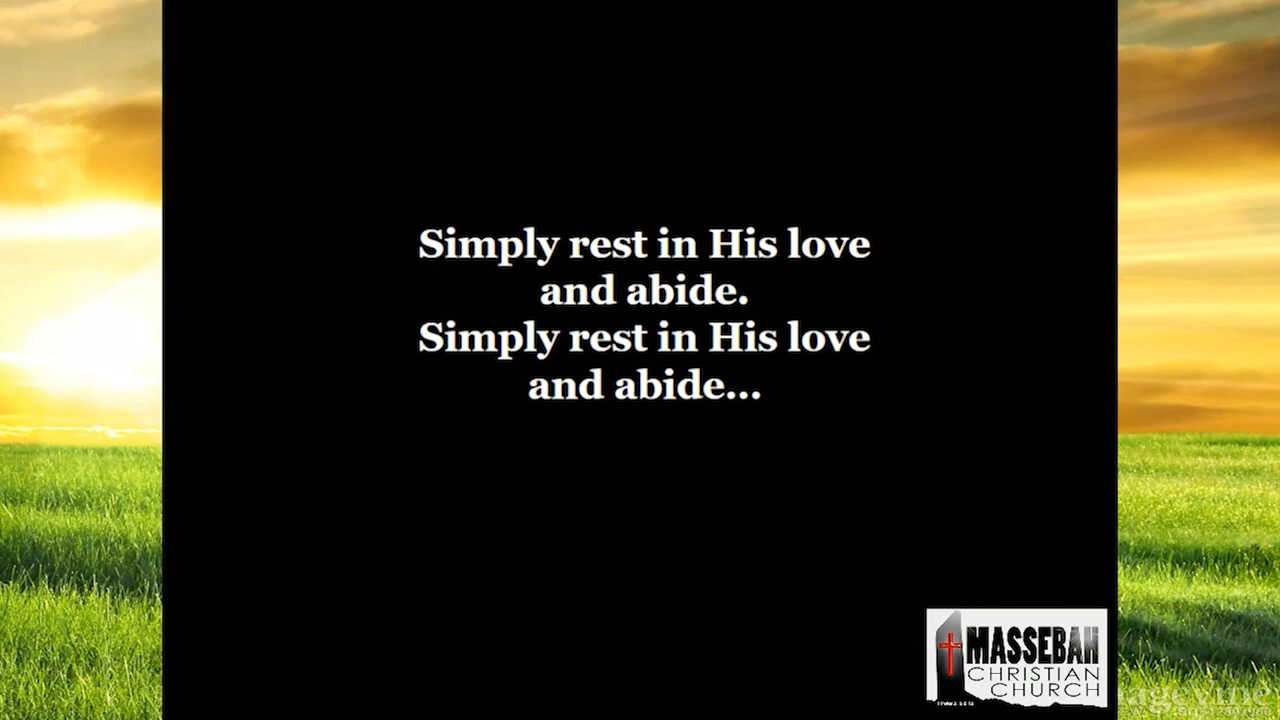 Simply rest in His love
and abide.
Simply rest in His love
and abide...
MASSEBAH
CHRISTIAN
CHURCH